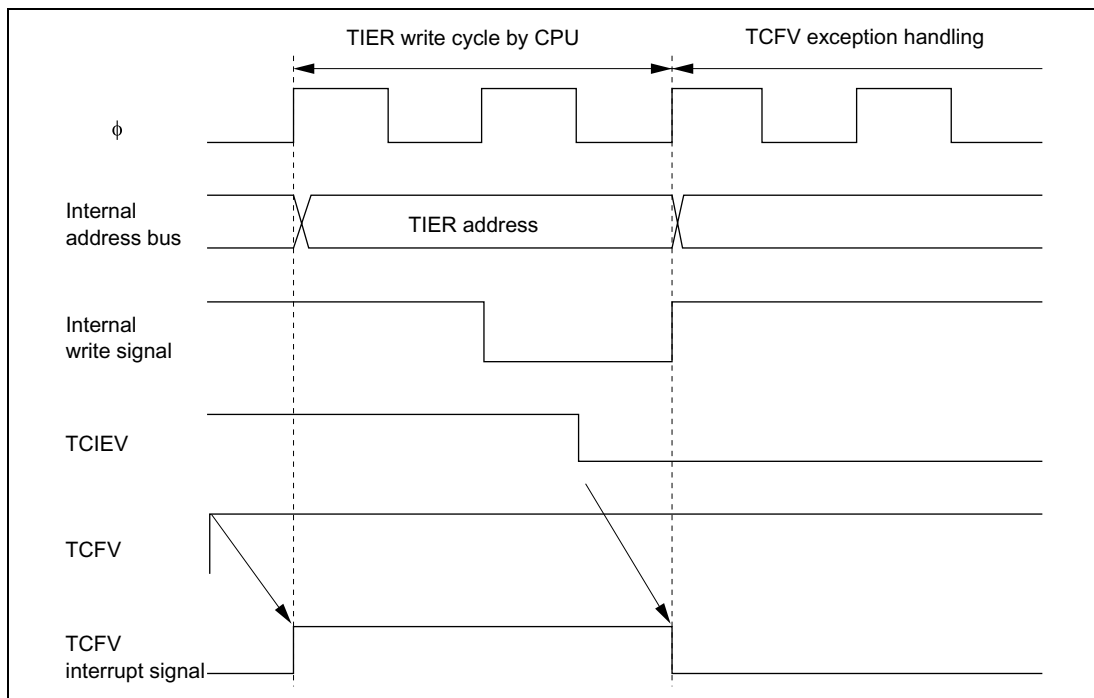 TIER write cycle by CPU
TCFV exception handling
ϕ
Internal
address bus
TIER address
Internal
write signal
TCIEV
TCFV
TCFV
interrupt signal